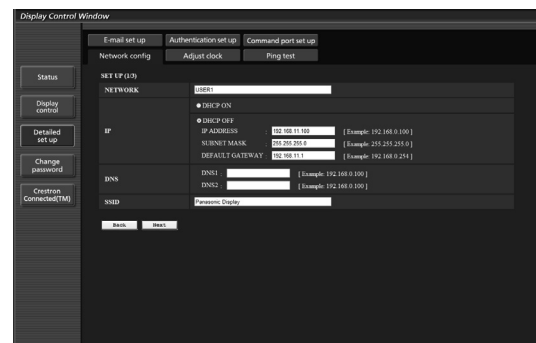 Display Control Window
E-mail set up
Authentication set up
Command port set up
Network config
Adjust clock
Ping test
Status
Display control
Detailed set up
Change password
Crestron Connected(TM)
SET UP (1/3)
NETWORK USER1
IP
DHCP ON
DHCP OFF
IP ADDRESS : 192.168.11.100 [ Example: 192.168.0.100 ]
SUBNET MASK : 255.255.255.0 [ Example: 255.255.255.0 ]
DEFAULT GATEWAY : 192.168.11.1 [ Example: 192.168.0.254 ]
DNS
DNS1 : [ Example: 192.168.0.100 ]
DNS2 : [ Example: 192.168.0.100 ]
SSID Panasonic Display
Back Next